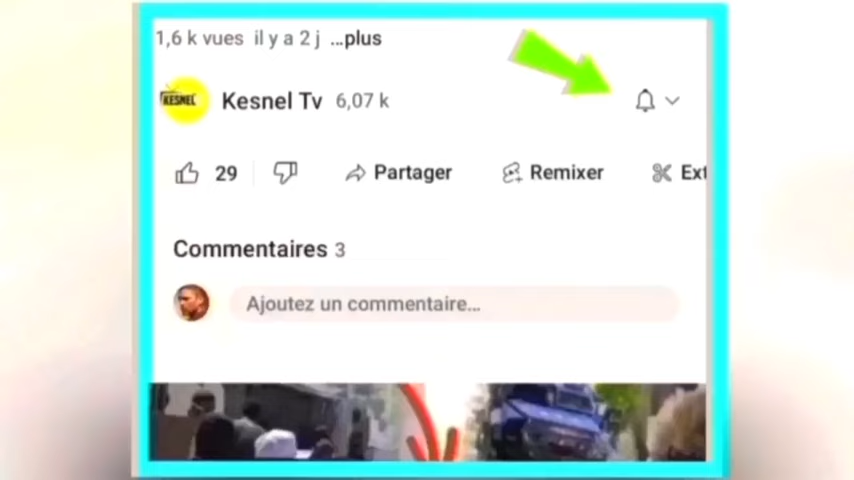 1,6 k vues il y a 2 j ...plus
KESNEL
Kesnel Tv 6,07 k
29 Partager Remixer Ext
Commentaires 3
Ajoutez un commentaire...